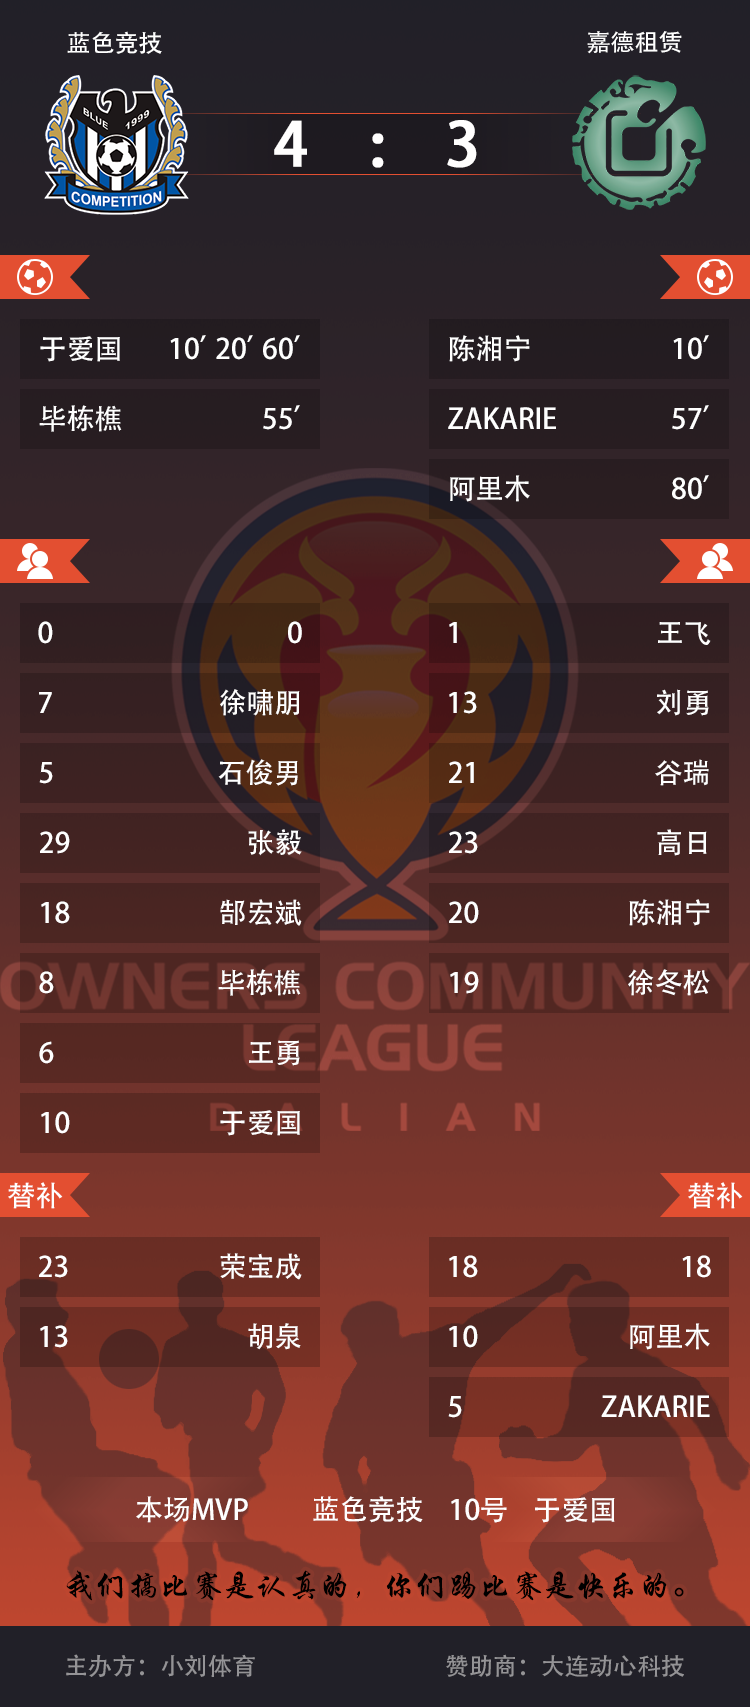 蓝色竞技 嘉德租赁
BLUE 1999
COMPETITION
4 : 3
于爱国 10′ 20′ 60′ 陈湘宁 10′
毕栋樵 55′ ZAKARIE 57′
阿里木 80′
0 0 1 王飞
7 徐啸朋 13 刘勇
5 石俊男 21 谷瑞
29 张毅 23 高日
18 郜宏斌 20 陈湘宁
8 毕栋樵 19 徐冬松
OWNERS COMMUNITY
LEAGUE
6 王勇
DALIAN
10 于爱国
替补 替补
23 荣宝成 18 18
13 胡泉 10 阿里木
5 ZAKARIE
本场MVP 蓝色竞技 10号 于爱国
我们搞比赛是认真的，你们踢比赛是快乐的。
主办方：小刘体育 赞助商：大连动心科技